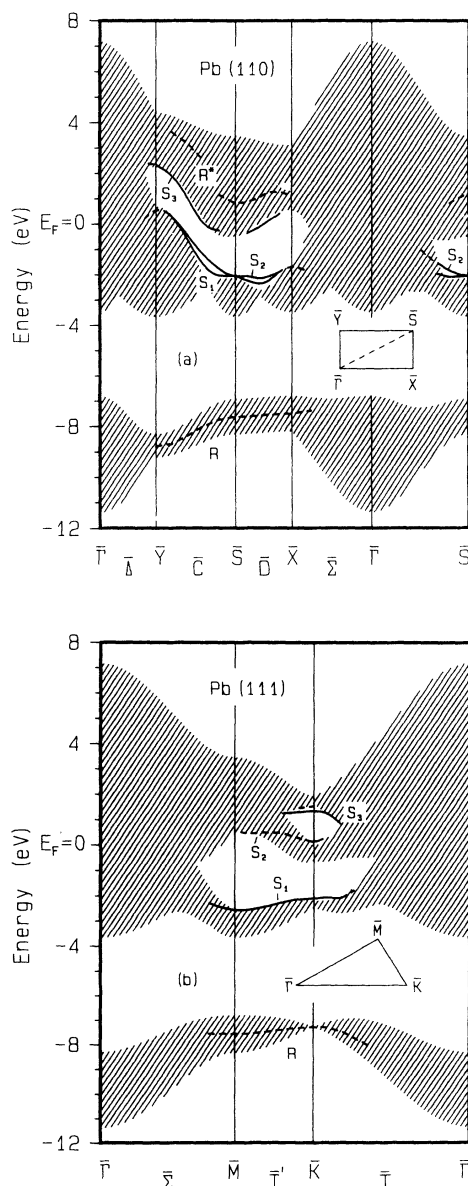 8
Pb (110)
4
R*
S₃
E_F=0
S₂
S₂
S₁
Energy (eV)
-4
Ȳ S̄
(a)
Γ̄ X̄
-8
R
-12
Γ̄ Δ̄ Ȳ C̄ S̄ D̄ X̄ Σ̄ Γ̄ S̄
8
Pb (111)
4
S₃
E_F=0
S₂
S₁
Energy (eV)
-4
M̄
(b)
Γ̄ K̄
-8
R
-12
Γ̄ Σ̄ M̄ T̄' K̄ T̄ Γ̄